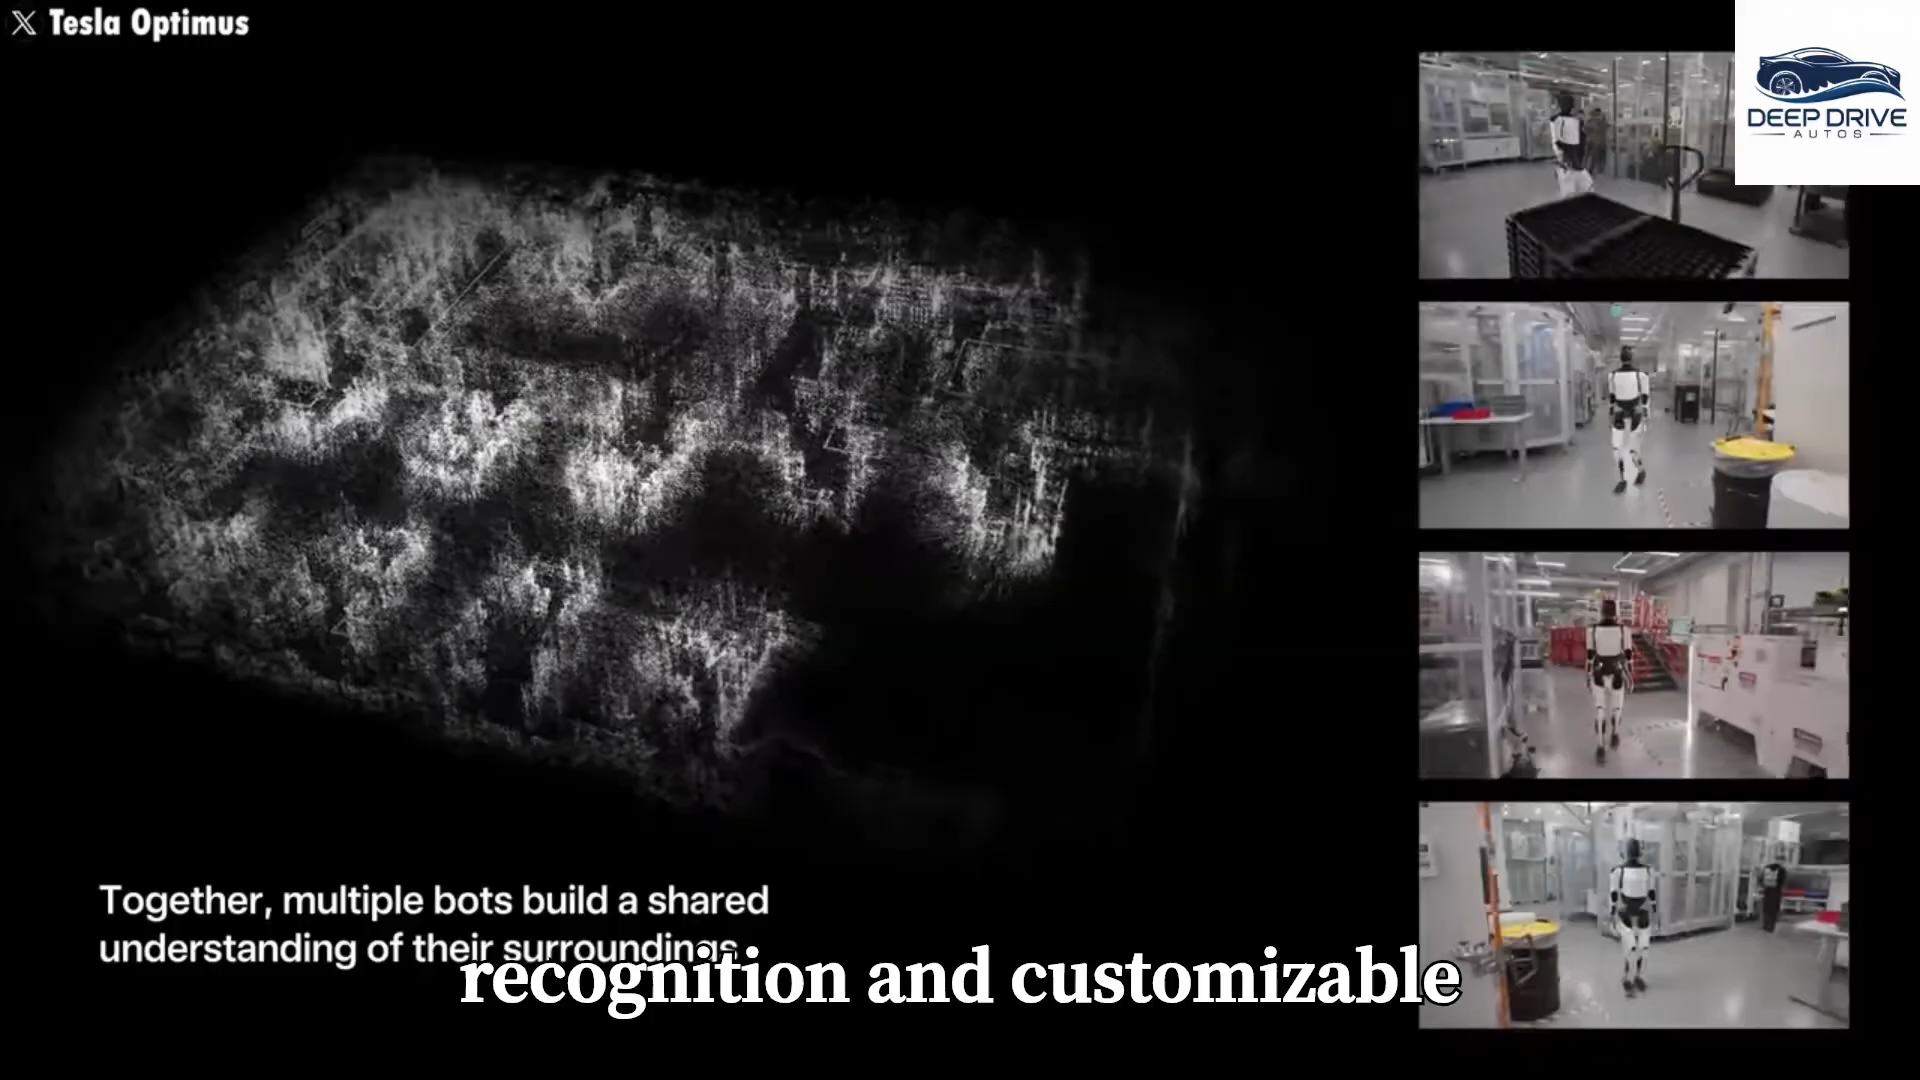 X Tesla Optimus
DEEP DRIVE
AUTOS
Together, multiple bots build a shared
understanding of their surroundings.
recognition and customizable